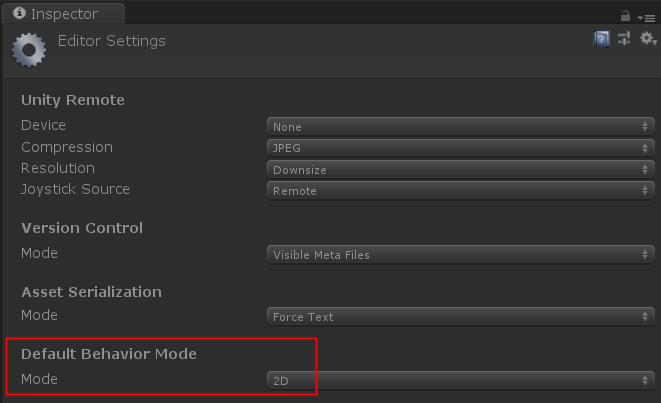 Inspector
Editor Settings
Unity Remote
Device None
Compression JPEG
Resolution Downsize
Joystick Source Remote
Version Control
Mode Visible Meta Files
Asset Serialization
Mode Force Text
Default Behavior Mode
Mode 2D